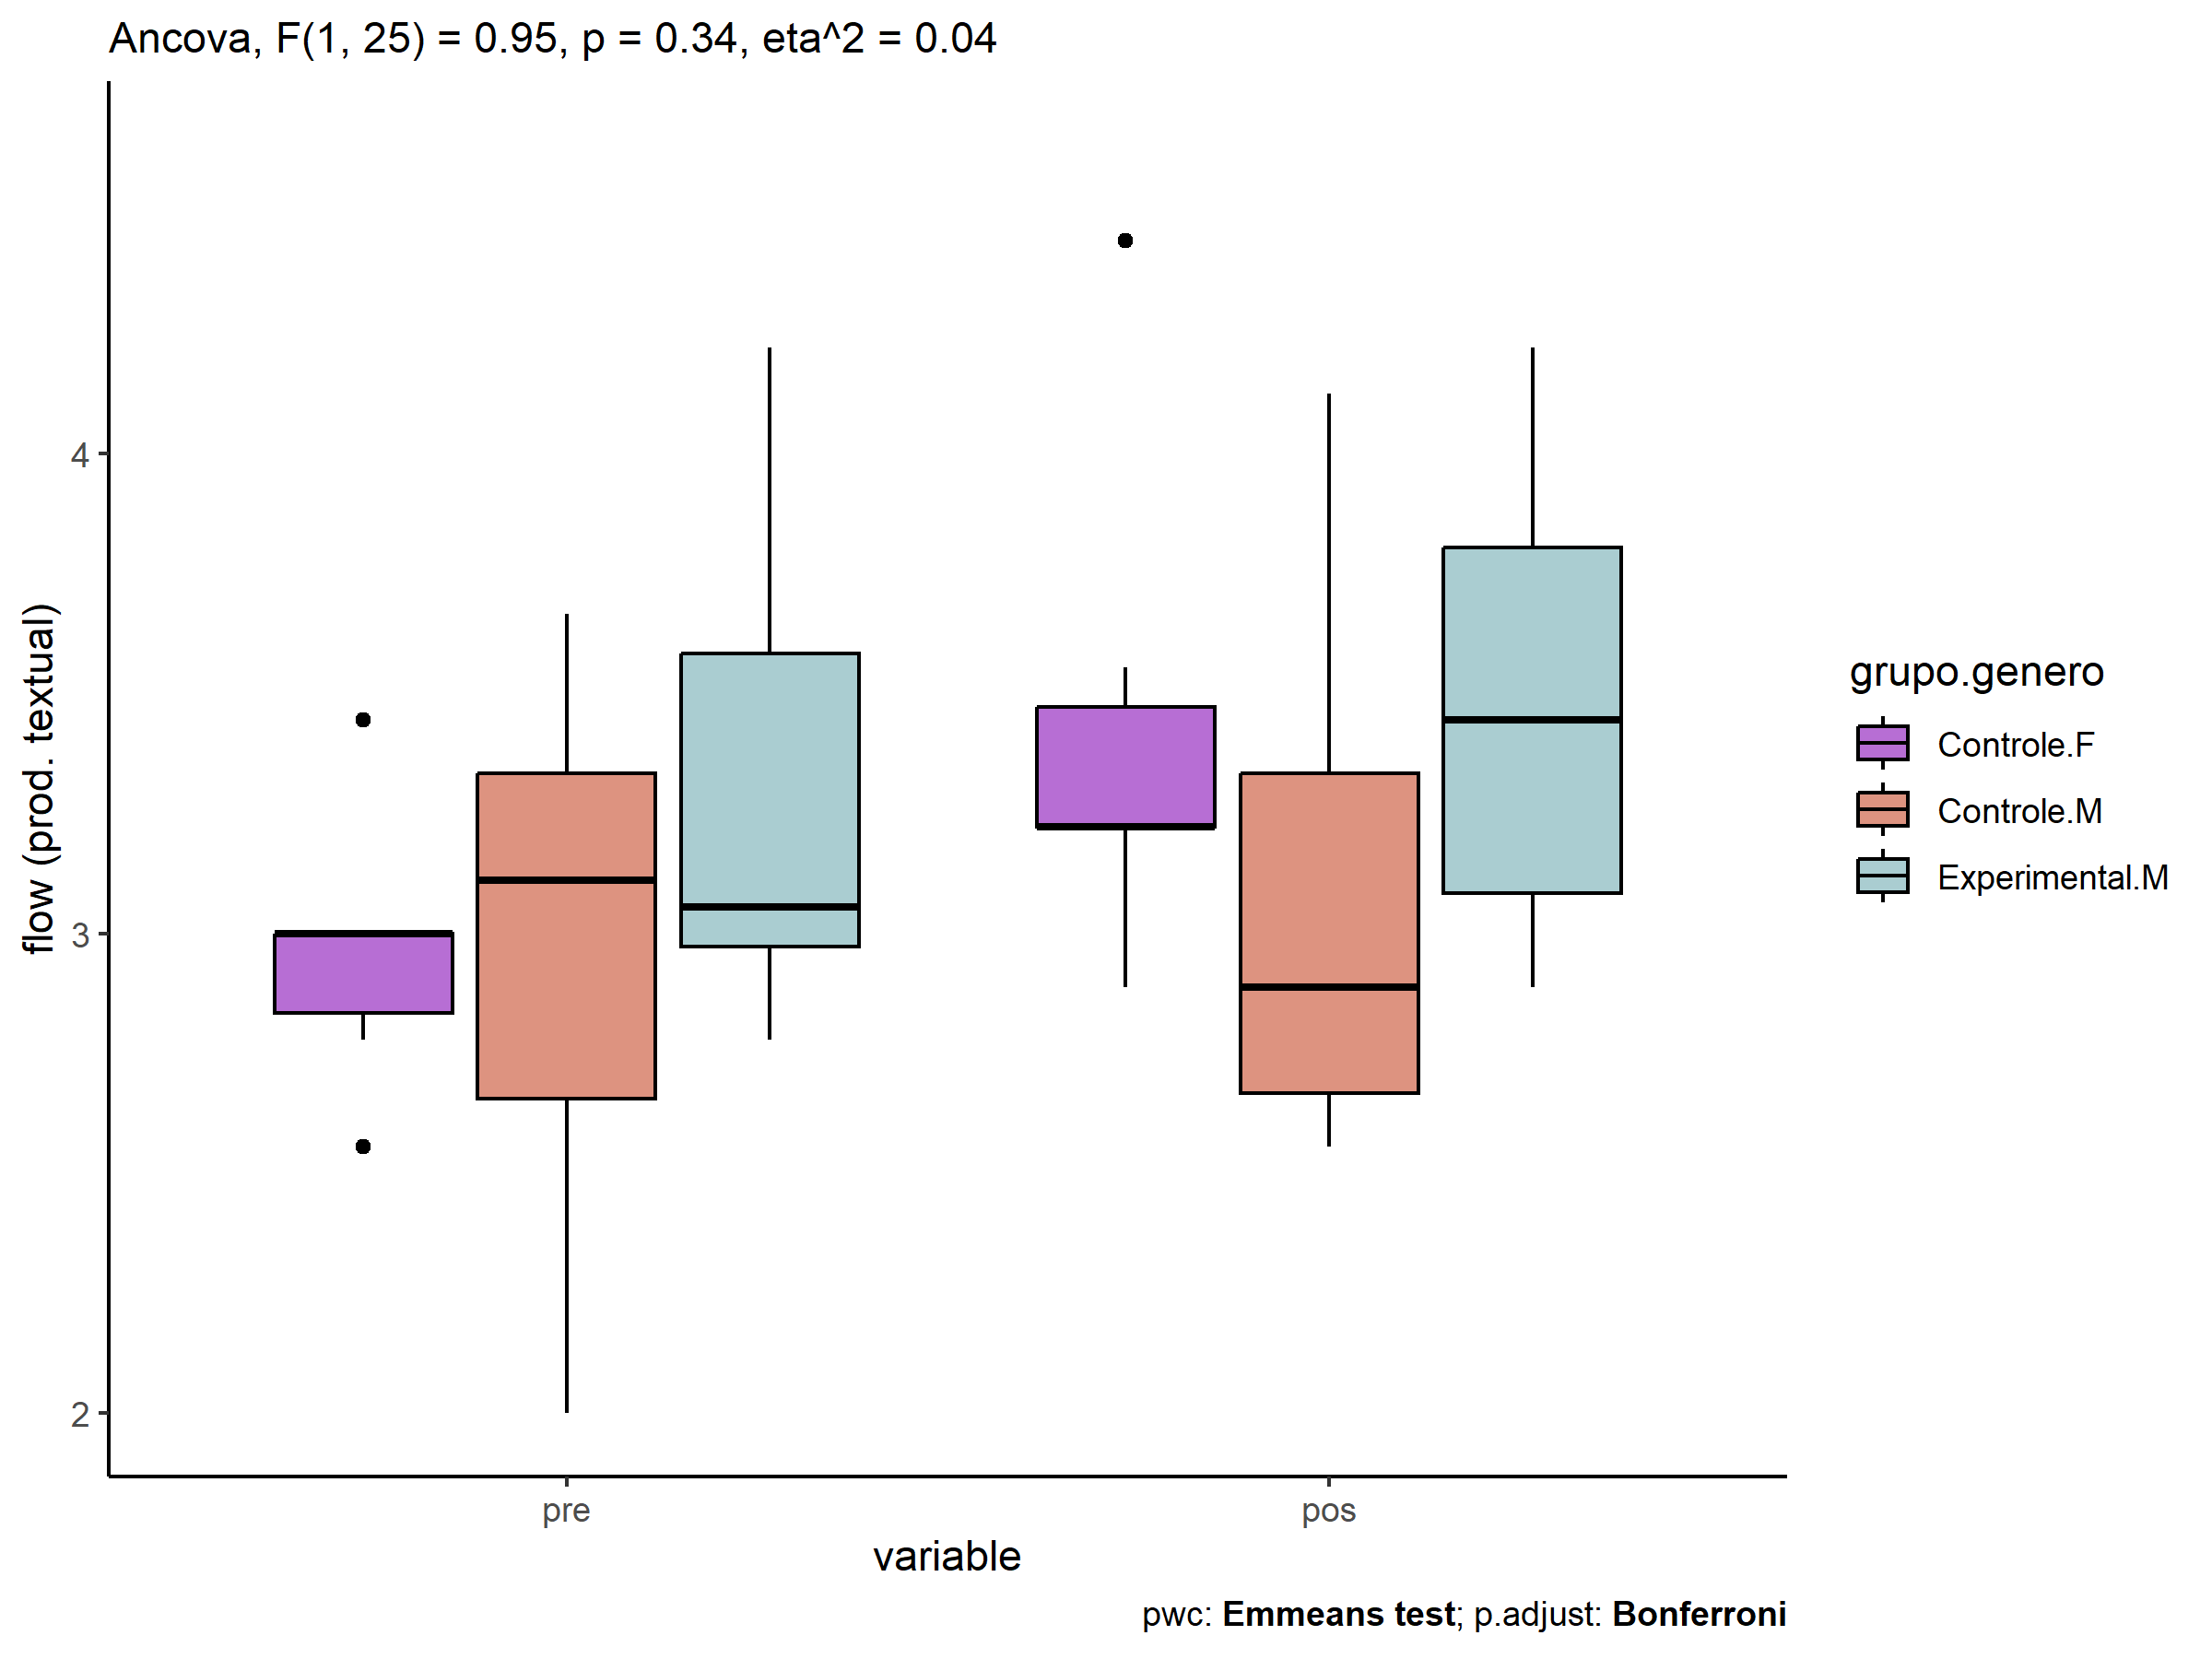 Ancova, F(1, 25) = 0.95, p = 0.34, eta^2 = 0.04
flow (prod. textual)
4
3
2
pre
pos
variable
grupo.genero
Controle.F
Controle.M
Experimental.M
pwc: Emmeans test; p.adjust: Bonferroni